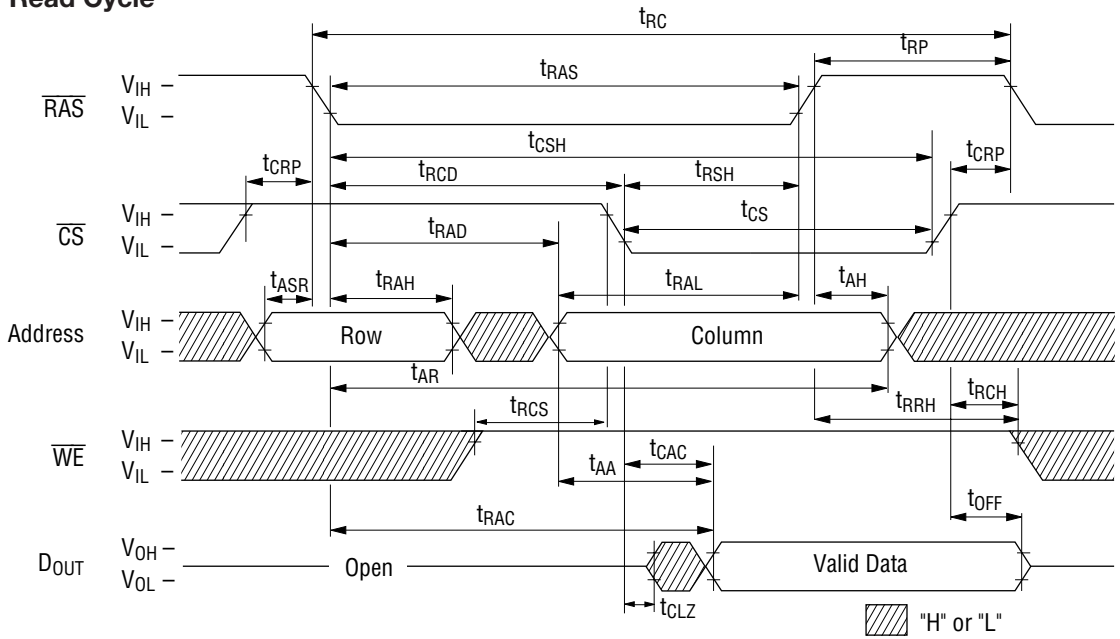 Read Cycle
tRC
tRP
tRAS
RAS
VIH
VIL
tCSH
tCRP
tRCD
tRSH
tCRP
CS
VIH
VIL
tRAD
tCS
tASR
tRAH
tRAL
tAH
Address
VIH
VIL
Row
Column
tAR
tRCS
tRRH
tRCH
WE
VIH
VIL
tCAC
tAA
tRAC
tOFF
DOUT
VOH
VOL
Open
Valid Data
tCLZ
"H" or "L"